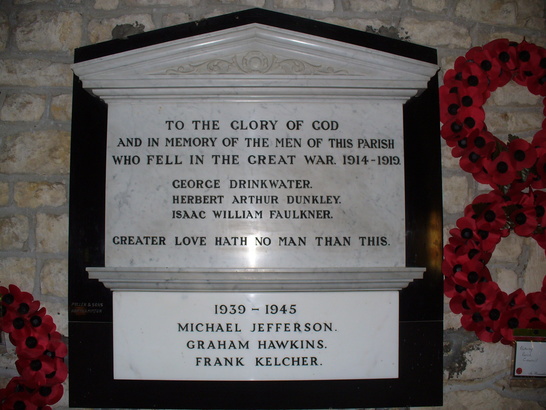 TO THE GLORY OF GOD
AND IN MEMORY OF THE MEN OF THIS PARISH
WHO FELL IN THE GREAT WAR. 1914-1919.
GEORGE DRINKWATER.
HERBERT ARTHUR DUNKLEY.
ISAAC WILLIAM FAULKNER.
GREATER LOVE HATH NO MAN THAN THIS.
1939 - 1945
MICHAEL JEFFERSON.
GRAHAM HAWKINS.
FRANK KELCHER.